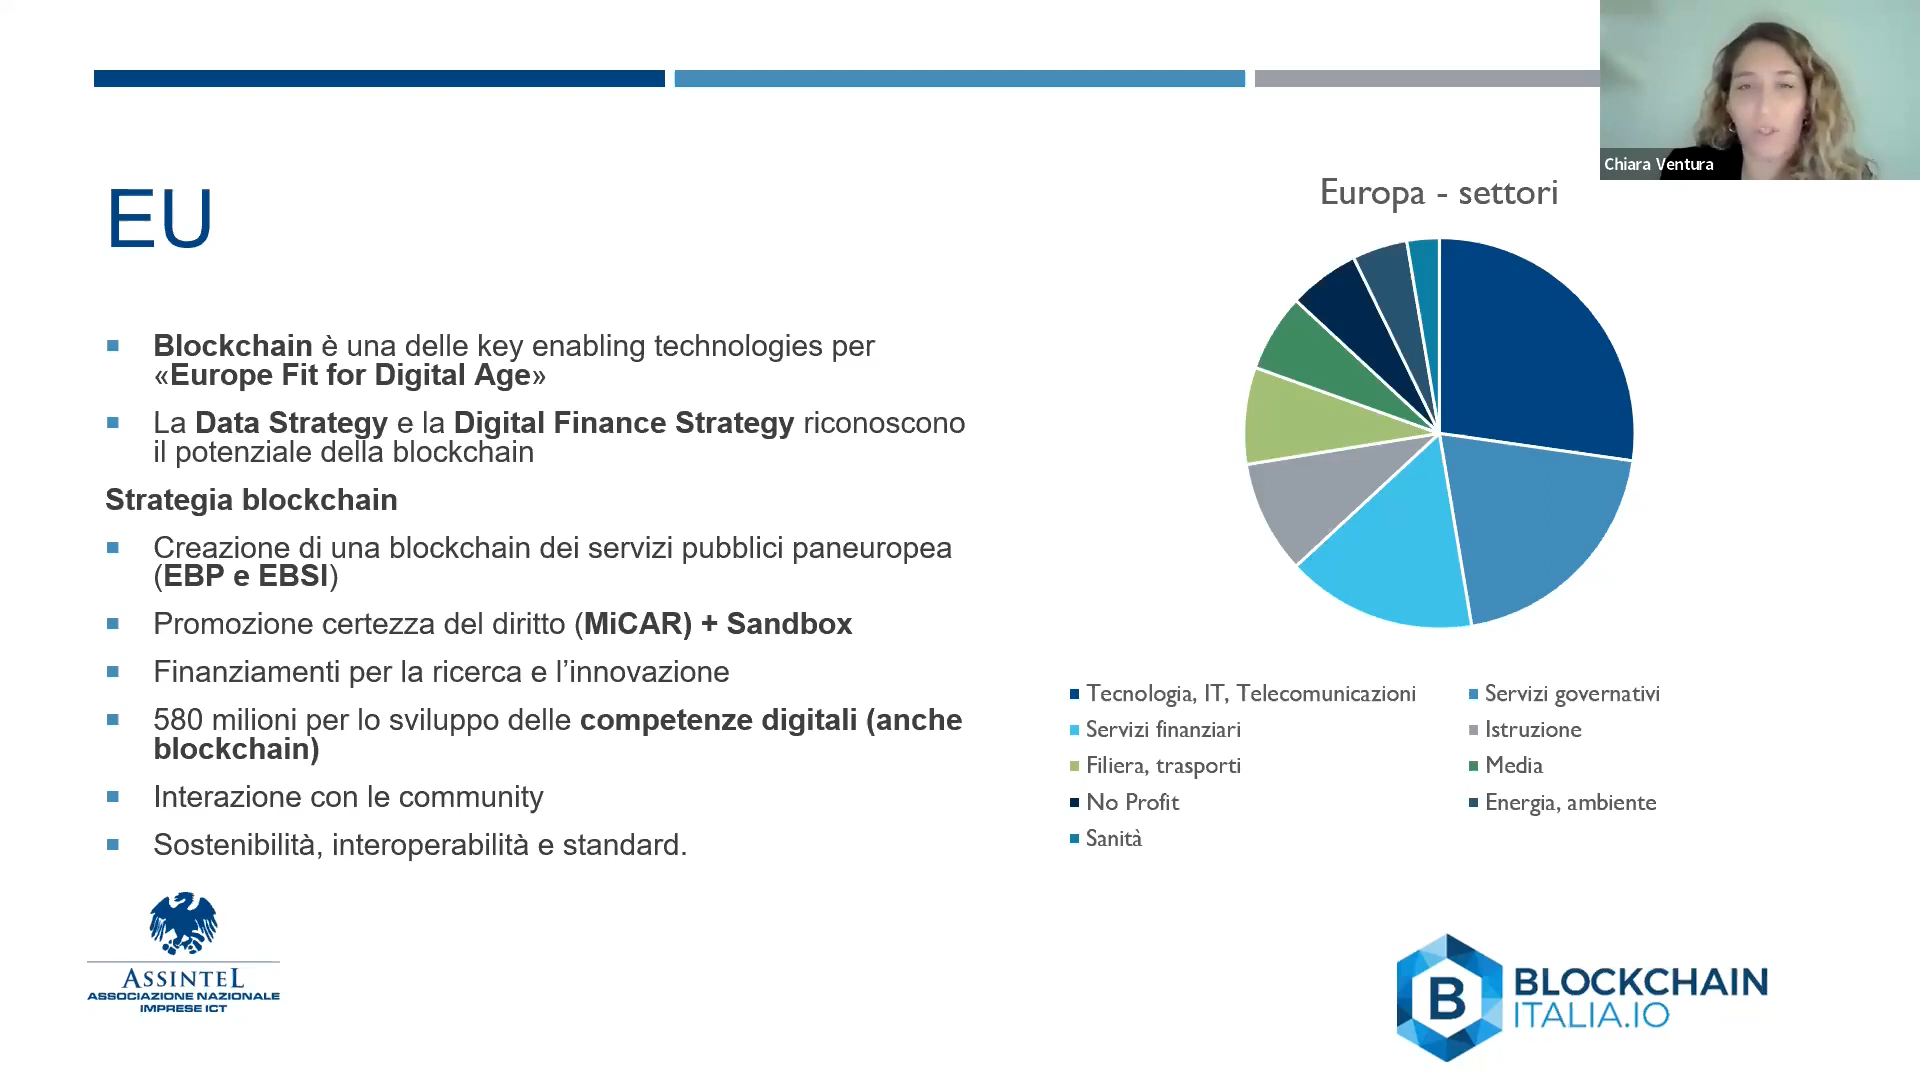 Chiara Ventura
EU
Blockchain è una delle key enabling technologies per
«Europe Fit for Digital Age»
La Data Strategy e la Digital Finance Strategy riconoscono
il potenziale della blockchain
Strategia blockchain
Creazione di una blockchain dei servizi pubblici paneuropea
(EBP e EBSI)
Promozione certezza del diritto (MiCAR) + Sandbox
Finanziamenti per la ricerca e l’innovazione
580 milioni per lo sviluppo delle competenze digitali (anche
blockchain)
Interazione con le community
Sostenibilità, interoperabilità e standard.
Europa - settori
Tecnologia, IT, Telecomunicazioni
Servizi governativi
Servizi finanziari
Istruzione
Filiera, trasporti
Media
No Profit
Energia, ambiente
Sanità
ASSINTEL
ASSOCIAZIONE NAZIONALE
IMPRESE ICT
B
BLOCKCHAIN
ITALIA.IO